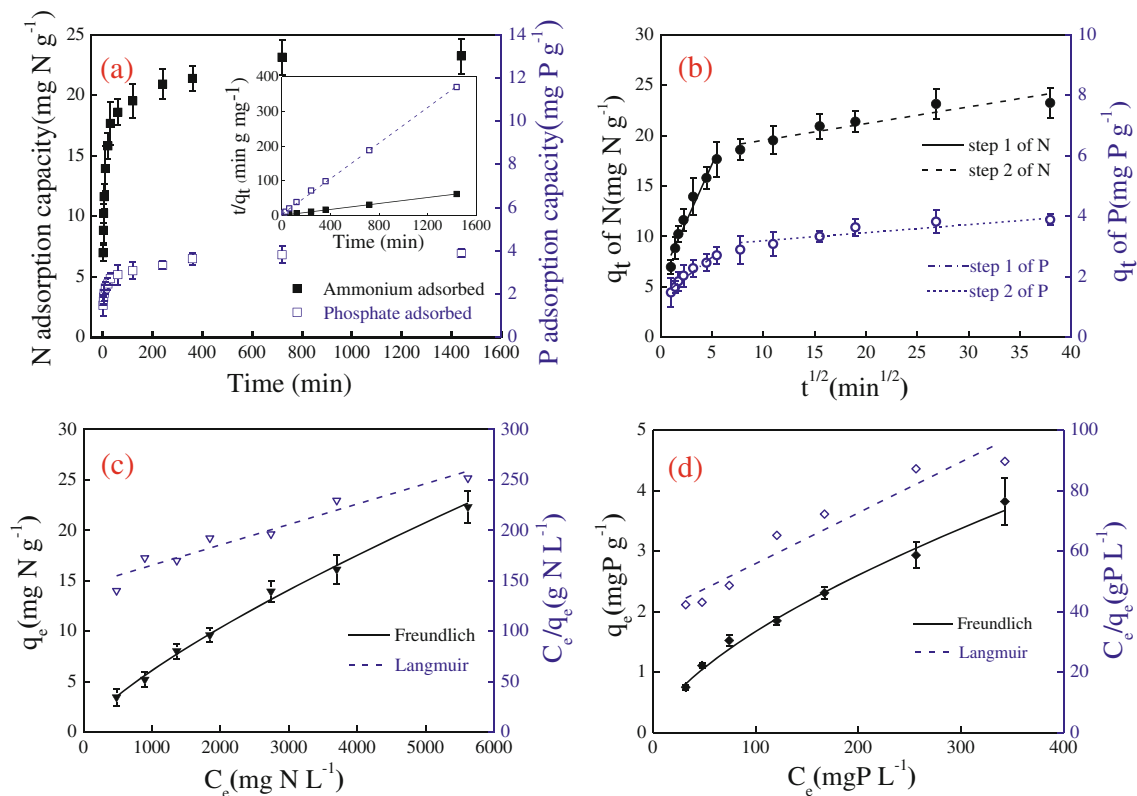 (a)
N adsorption capacity(mg N g-1)
30
25
20
15
10
5
0
0 200 400 600 800 1000 1200 1400 1600
Time (min)
14
12
10
8
6
4
2
0
P adsorption capacity(mg P g-1)
t/qt (min g mg-1)
400
300
200
100
0
0 400 800 1200 1600
Time (min)
Ammonium adsorbed
Phosphate adsorbed
(b)
qt of N(mg N g-1)
30
25
20
15
10
5
0
0 5 10 15 20 25 30 35 40
t1/2(min1/2)
10
8
6
4
2
0
qt of P(mg P g-1)
step 1 of N
step 2 of N
step 1 of P
step 2 of P
(c)
qe(mg N g-1)
30
25
20
15
10
5
0
0 1000 2000 3000 4000 5000 6000
Ce(mg N L-1)
300
250
200
150
100
50
0
Ce/qe(g N L-1)
Freundlich
Langmuir
(d)
qe(mgP g-1)
5
4
3
2
1
0
0 100 200 300 400
Ce(mgP L-1)
100
80
60
40
20
0
Ce/qe(gP L-1)
Freundlich
Langmuir